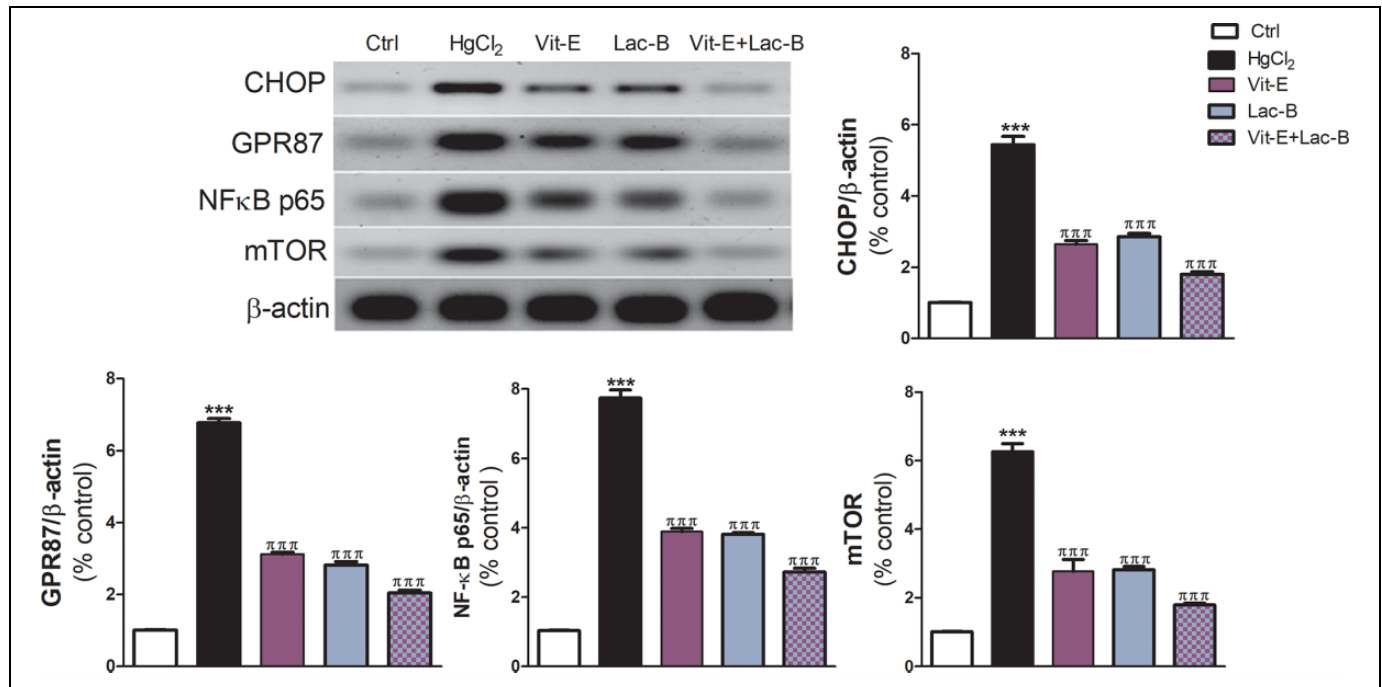 Ctrl HgCl₂ Vit-E Lac-B Vit-E+Lac-B
CHOP
GPR87
NFκB p65
mTOR
β-actin
Ctrl
HgCl₂
Vit-E
Lac-B
Vit-E+Lac-B
CHOP/β-actin
(% control)
8
6
4
2
0
***
πππ
πππ
πππ
GPR87/β-actin
(% control)
8
6
4
2
0
***
πππ
πππ
πππ
NF-κB p65/β-actin
(% control)
8
6
4
2
0
***
πππ
πππ
πππ
mTOR
(% control)
8
6
4
2
0
***
πππ
πππ
πππ